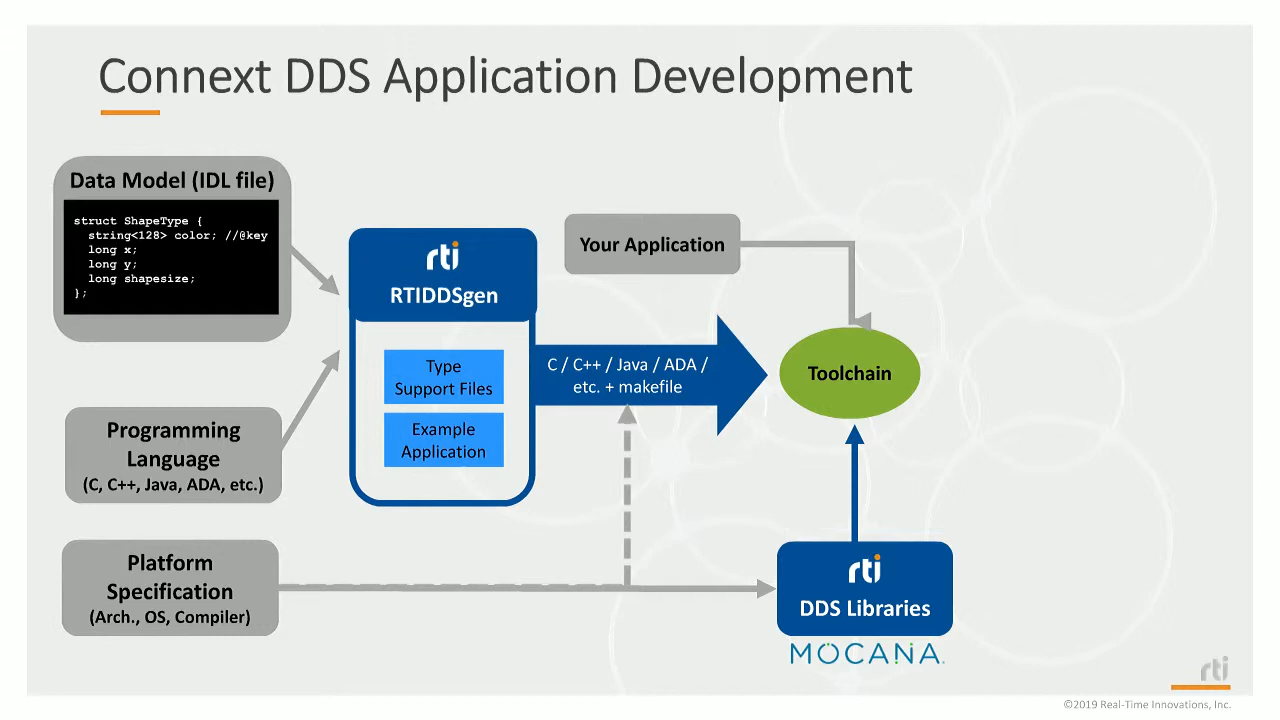 Connext DDS Application Development
Data Model (IDL file)
struct ShapeType {
string<128> color; //@key
long x;
long y;
long shapesize;
};
rti
RTIDDSgen
Type
Support Files
Example
Application
Your Application
C / C++ / Java / ADA /
etc. + makefile
Toolchain
Programming
Language
(C, C++, Java, ADA, etc.)
Platform
Specification
(Arch., OS, Compiler)
rti
DDS Libraries
MOCANA.
rti
©2019 Real-Time Innovations, Inc.